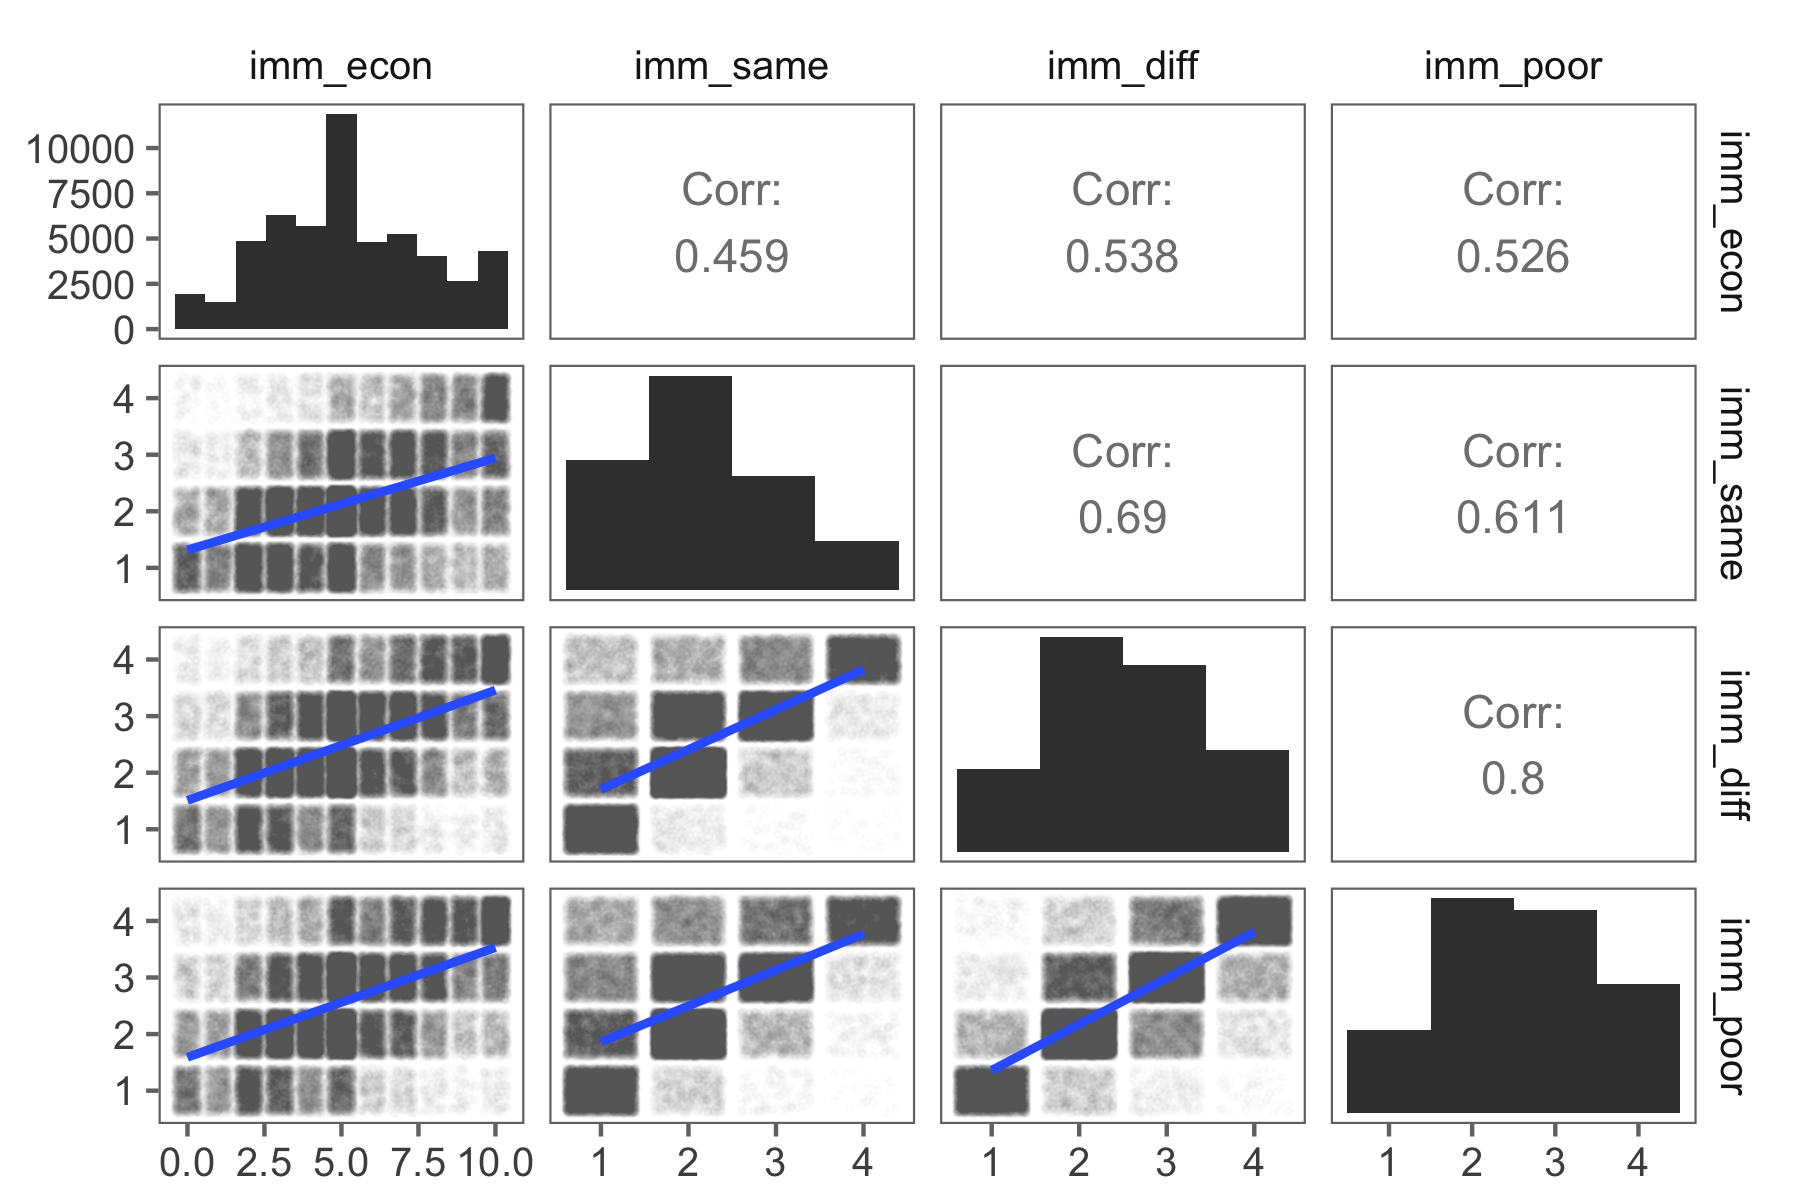 imm_econ imm_same imm_diff imm_poor
10000
7500
5000
2500
0
Corr:
0.459
Corr:
0.538
Corr:
0.526
imm_econ
4
3
2
1
Corr:
0.69
Corr:
0.611
imm_same
4
3
2
1
Corr:
0.8
imm_diff
4
3
2
1
imm_poor
0.0 2.5 5.0 7.5 10.0
1 2 3 4
1 2 3 4
1 2 3 4